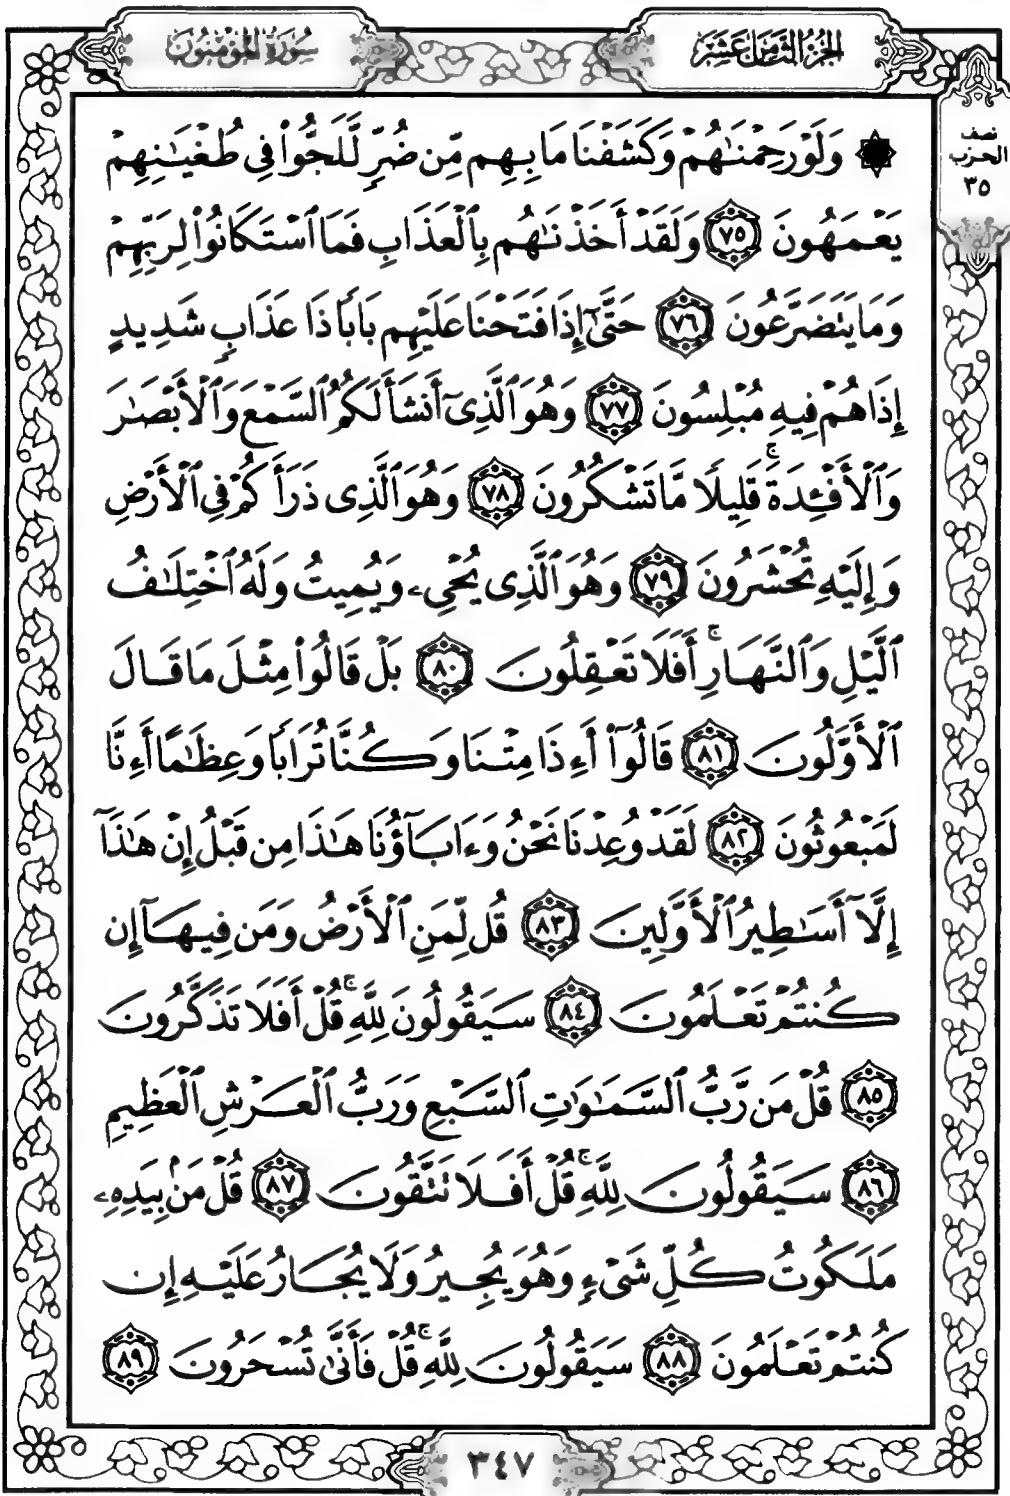 الجزء الثامن عشر
سورة المؤمنون
نصف
الحزب
٣٥
۞ وَلَوْ رَحِمْنَٰهُمْ وَكَشَفْنَا مَا بِهِم مِّن ضُرٍّ لَّلَجُّوا۟ فِى طُغْيَٰنِهِمْ
يَعْمَهُونَ ٧٥ وَلَقَدْ أَخَذْنَٰهُم بِٱلْعَذَابِ فَمَا ٱسْتَكَانُوا۟ لِرَبِّهِمْ
وَمَا يَتَضَرَّعُونَ ٧٦ حَتَّىٰٓ إِذَا فَتَحْنَا عَلَيْهِم بَابًا ذَا عَذَابٍ شَدِيدٍ
إِذَا هُمْ فِيهِ مُبْلِسُونَ ٧٧ وَهُوَ ٱلَّذِىٓ أَنشَأَ لَكُمُ ٱلسَّمْعَ وَٱلْأَبْصَٰرَ
وَٱلْأَفْـِٔدَةَ ۚ قَلِيلًا مَّا تَشْكُرُونَ ٧٨ وَهُوَ ٱلَّذِى ذَرَأَكُمْ فِى ٱلْأَرْضِ
وَإِلَيْهِ تُحْشَرُونَ ٧٩ وَهُوَ ٱلَّذِى يُحْىِۦ وَيُمِيتُ وَلَهُ ٱخْتِلَٰفُ
ٱلَّيْلِ وَٱلنَّهَارِ ۚ أَفَلَا تَعْقِلُونَ ٨٠ بَلْ قَالُوا۟ مِثْلَ مَا قَالَ
ٱلْأَوَّلُونَ ٨١ قَالُوٓا۟ أَءِذَا مِتْنَا وَكُنَّا تُرَابًا وَعِظَٰمًا أَءِنَّا
لَمَبْعُوثُونَ ٨٢ لَقَدْ وُعِدْنَا نَحْنُ وَءَابَآؤُنَا هَٰذَا مِن قَبْلُ إِنْ هَٰذَآ
إِلَّآ أَسَٰطِيرُ ٱلْأَوَّلِينَ ٨٣ قُل لِّمَنِ ٱلْأَرْضُ وَمَن فِيهَآ إِن
كُنتُمْ تَعْلَمُونَ ٨٤ سَيَقُولُونَ لِلَّهِ ۚ قُلْ أَفَلَا تَذَكَّرُونَ
٨٥ قُلْ مَن رَّبُّ ٱلسَّمَٰوَٰتِ ٱلسَّبْعِ وَرَبُّ ٱلْعَرْشِ ٱلْعَظِيمِ
٨٦ سَيَقُولُونَ لِلَّهِ ۚ قُلْ أَفَلَا تَتَّقُونَ ٨٧ قُلْ مَنۢ بِيَدِهِۦ
مَلَكُوتُ كُلِّ شَىْءٍ وَهُوَ يُجِيرُ وَلَا يُجَارُ عَلَيْهِ إِن
كُنتُمْ تَعْلَمُونَ ٨٨ سَيَقُولُونَ لِلَّهِ ۚ قُلْ فَأَنَّىٰ تُسْحَرُونَ ٨٩
٣٤٧